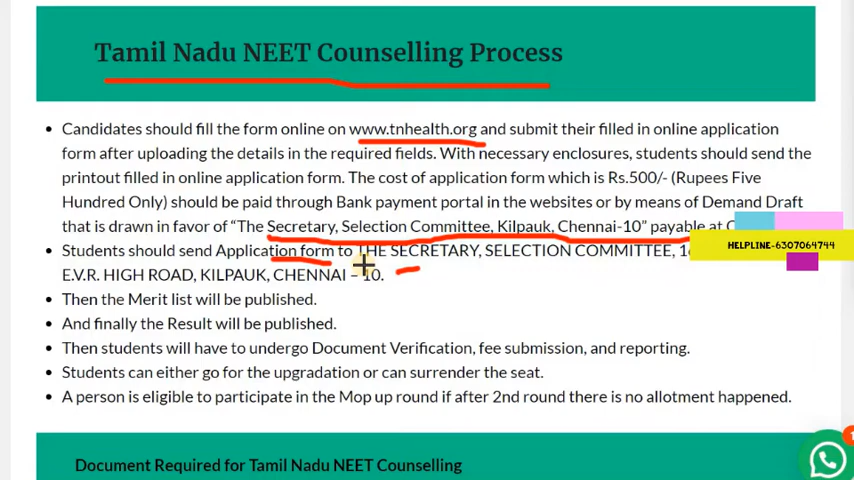 Tamil Nadu NEET Counselling Process
• Candidates should fill the form online on www.tnhealth.org and submit their filled in online application
form after uploading the details in the required fields. With necessary enclosures, students should send the
printout filled in online application form. The cost of application form which is Rs.500/- (Rupees Five
Hundred Only) should be paid through Bank payment portal in the websites or by means of Demand Draft
that is drawn in favor of “The Secretary, Selection Committee, Kilpauk, Chennai-10” payable at
HELPLINE-6307064744
• Students should send Application form to THE SECRETARY, SELECTION COMMITTEE,
E.V.R. HIGH ROAD, KILPAUK, CHENNAI – 10.
• Then the Merit list will be published.
• And finally the Result will be published.
• Then students will have to undergo Document Verification, fee submission, and reporting.
• Students can either go for the upgradation or can surrender the seat.
• A person is eligible to participate in the Mop up round if after 2nd round there is no allotment happened.
Document Required for Tamil Nadu NEET Counselling